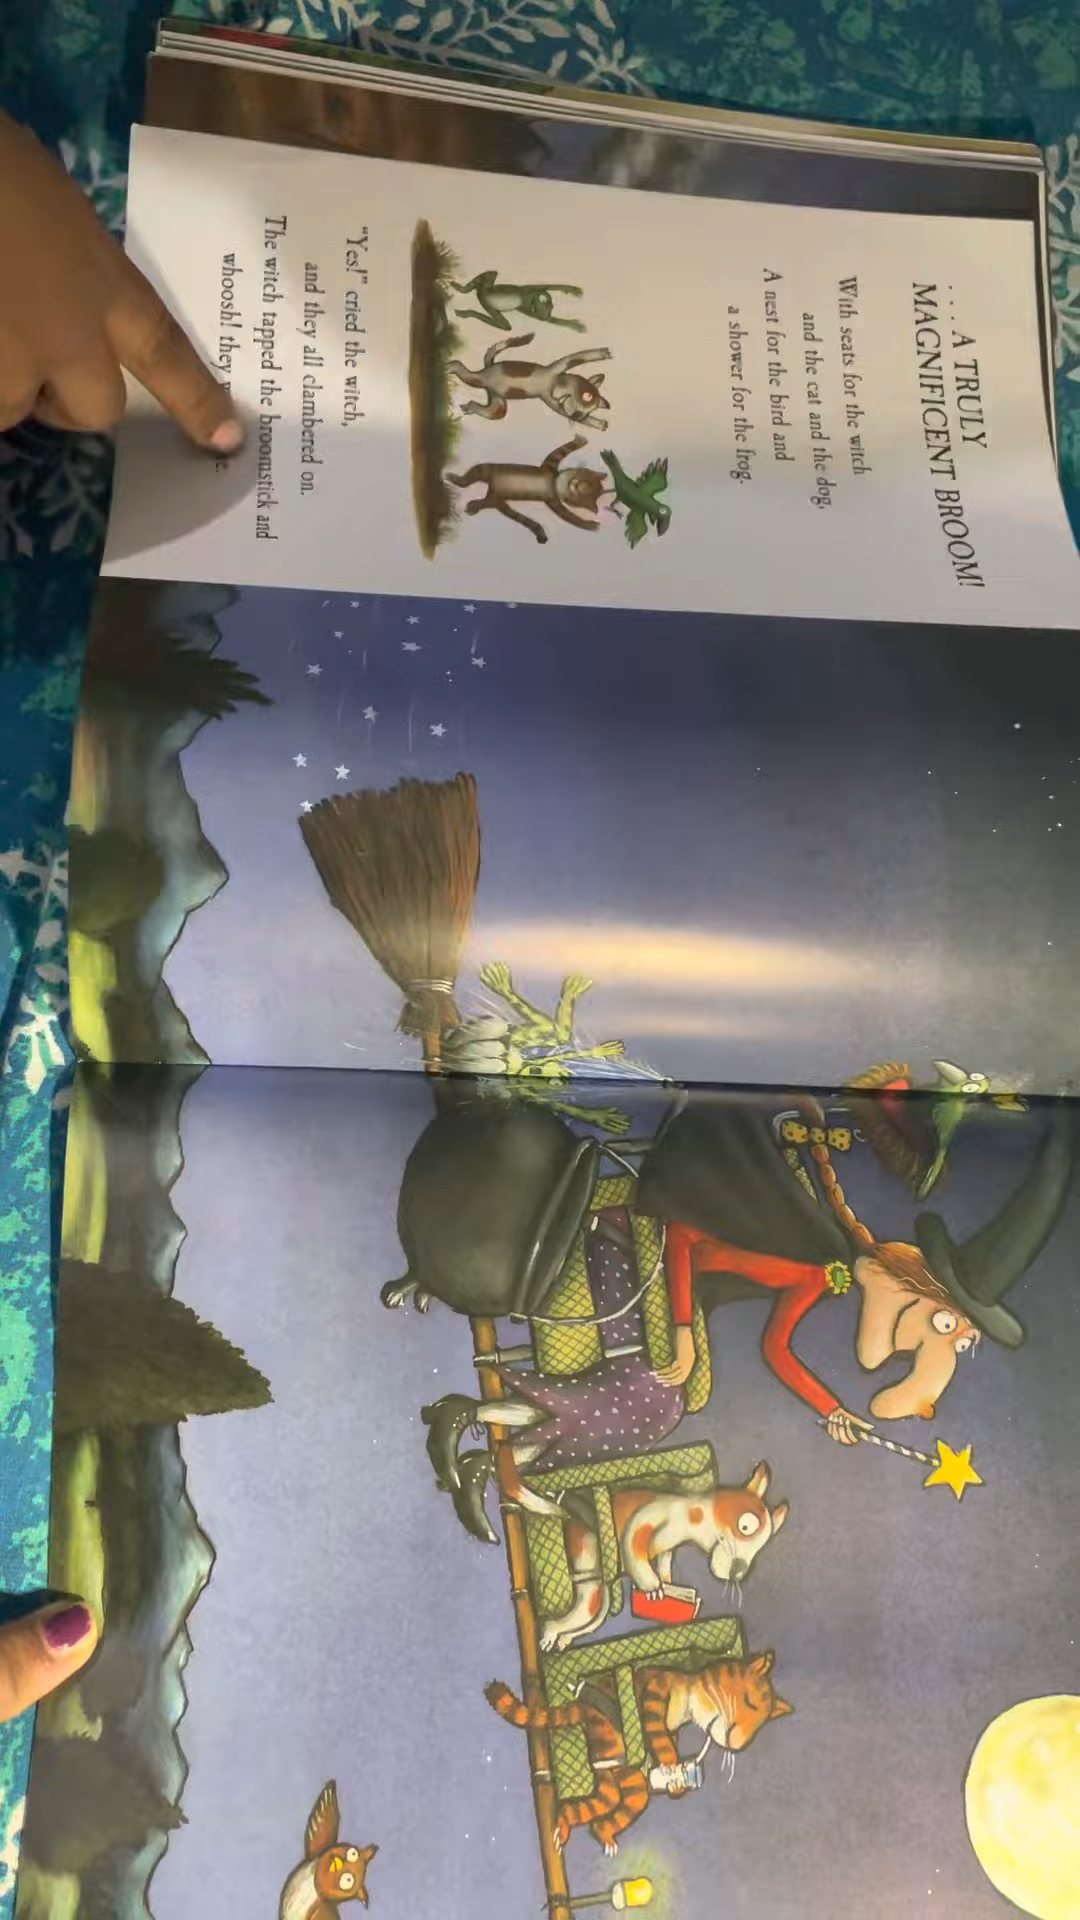 . . . A TRULY
MAGNIFICENT BROOM!
With seats for the witch
and the cat and the dog,
A nest for the bird and
a shower for the frog.
"Yes!" cried the witch,
and they all clambered on.
The witch tapped the broomstick and
whoosh! they